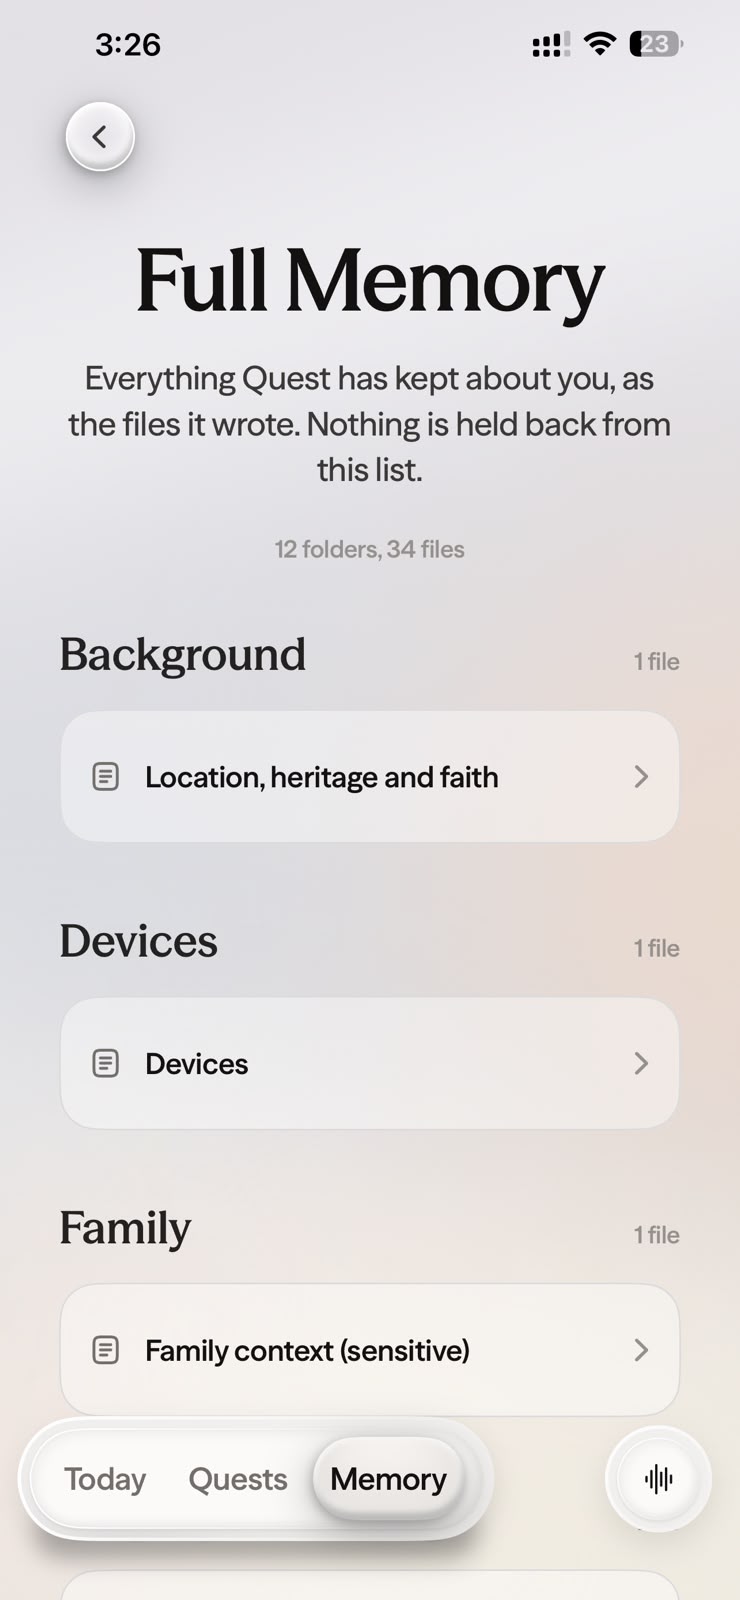 3:26
23
Full Memory
Everything Quest has kept about you, as
the files it wrote. Nothing is held back from
this list.
12 folders, 34 files
Background
1 file
Location, heritage and faith
Devices
1 file
Devices
Family
1 file
Family context (sensitive)
Today
Quests
Memory